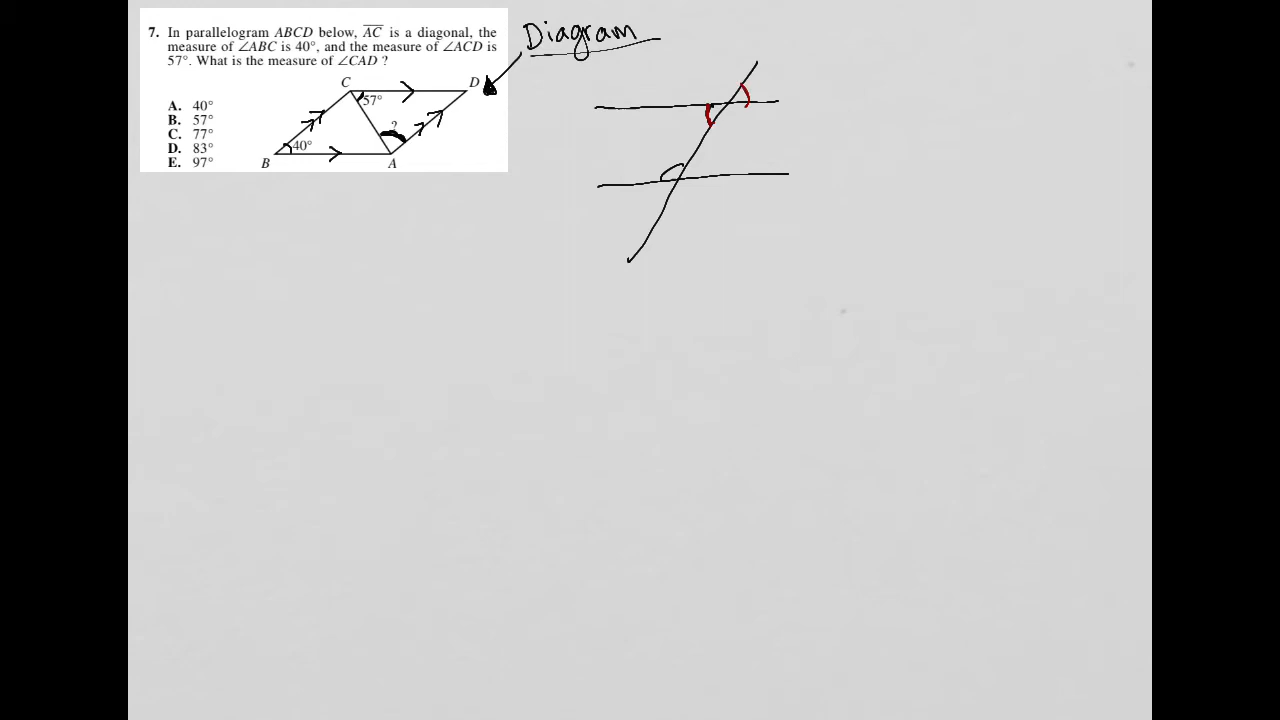 7. In parallelogram ABCD below, A̅C̅ is a diagonal, the
measure of ∠ABC is 40°, and the measure of ∠ACD is
57°. What is the measure of ∠CAD ?
A. 40°
B. 57°
C. 77°
D. 83°
E. 97°
C
D
57°
?
40°
B
A
Diagram